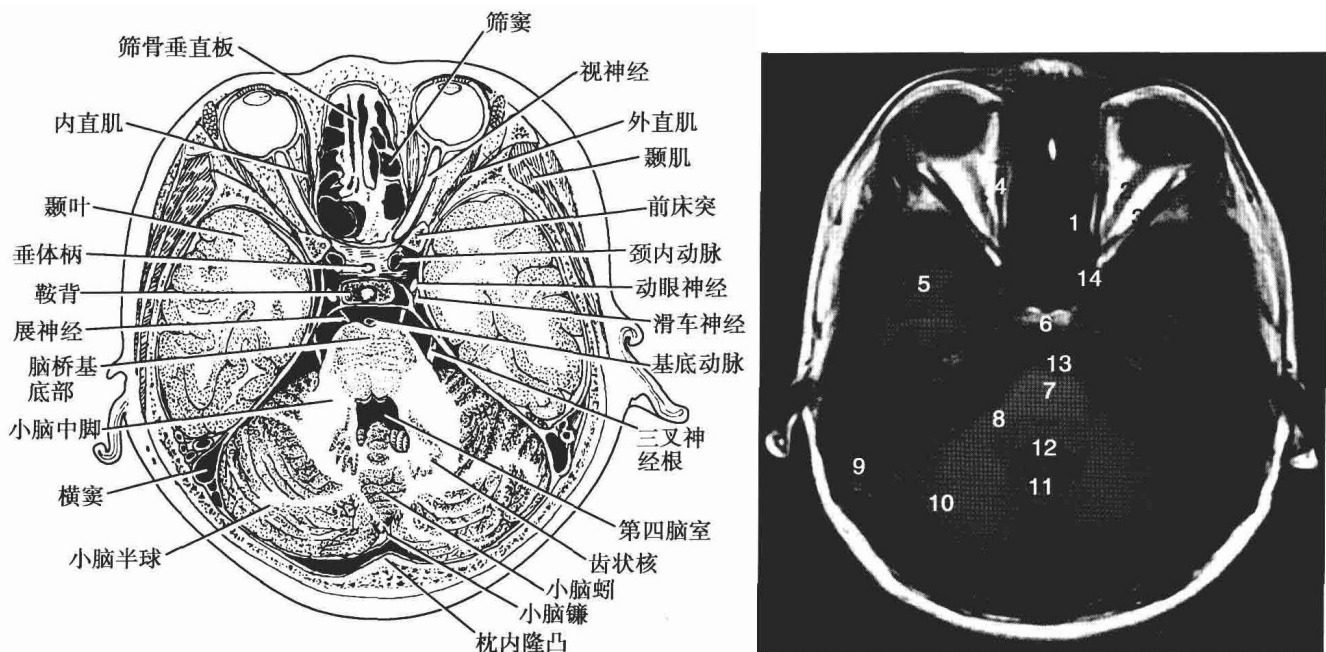 筛窦
筛骨垂直板
视神经
内直肌
外直肌
颞肌
颞叶
前床突
垂体柄
颈内动脉
鞍背
动眼神经
展神经
滑车神经
脑桥基
底部
基底动脉
小脑中脚
三叉神
经根
横窦
第四脑室
小脑半球
齿状核
小脑蚓
小脑镰
枕内隆凸
4
2
3
1
14
5
6
13
7
8
12
9
11
10